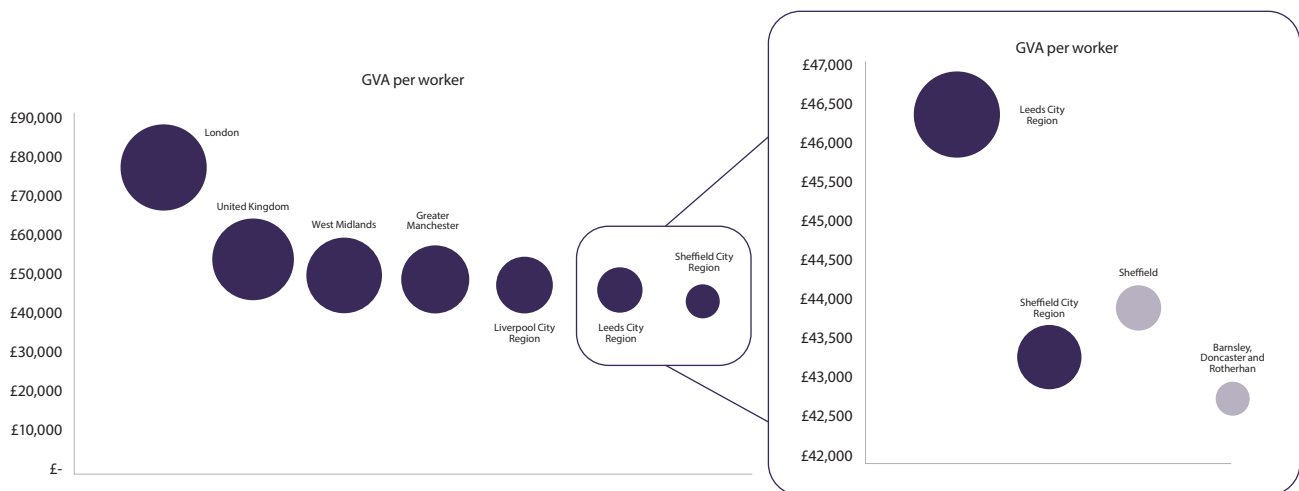 GVA per worker
£90,000
£80,000
£70,000
£60,000
£50,000
£40,000
£30,000
£20,000
£10,000
£-
London
United Kingdom
West Midlands
Greater
Manchester
Liverpool City
Region
Leeds City
Region
Sheffield City
Region
GVA per worker
£47,000
£46,500
£46,000
£45,500
£45,000
£44,500
£44,000
£43,500
£43,000
£42,500
£42,000
Leeds City
Region
Sheffield City
Region
Sheffield
Barnsley,
Doncaster and
Rotherhan